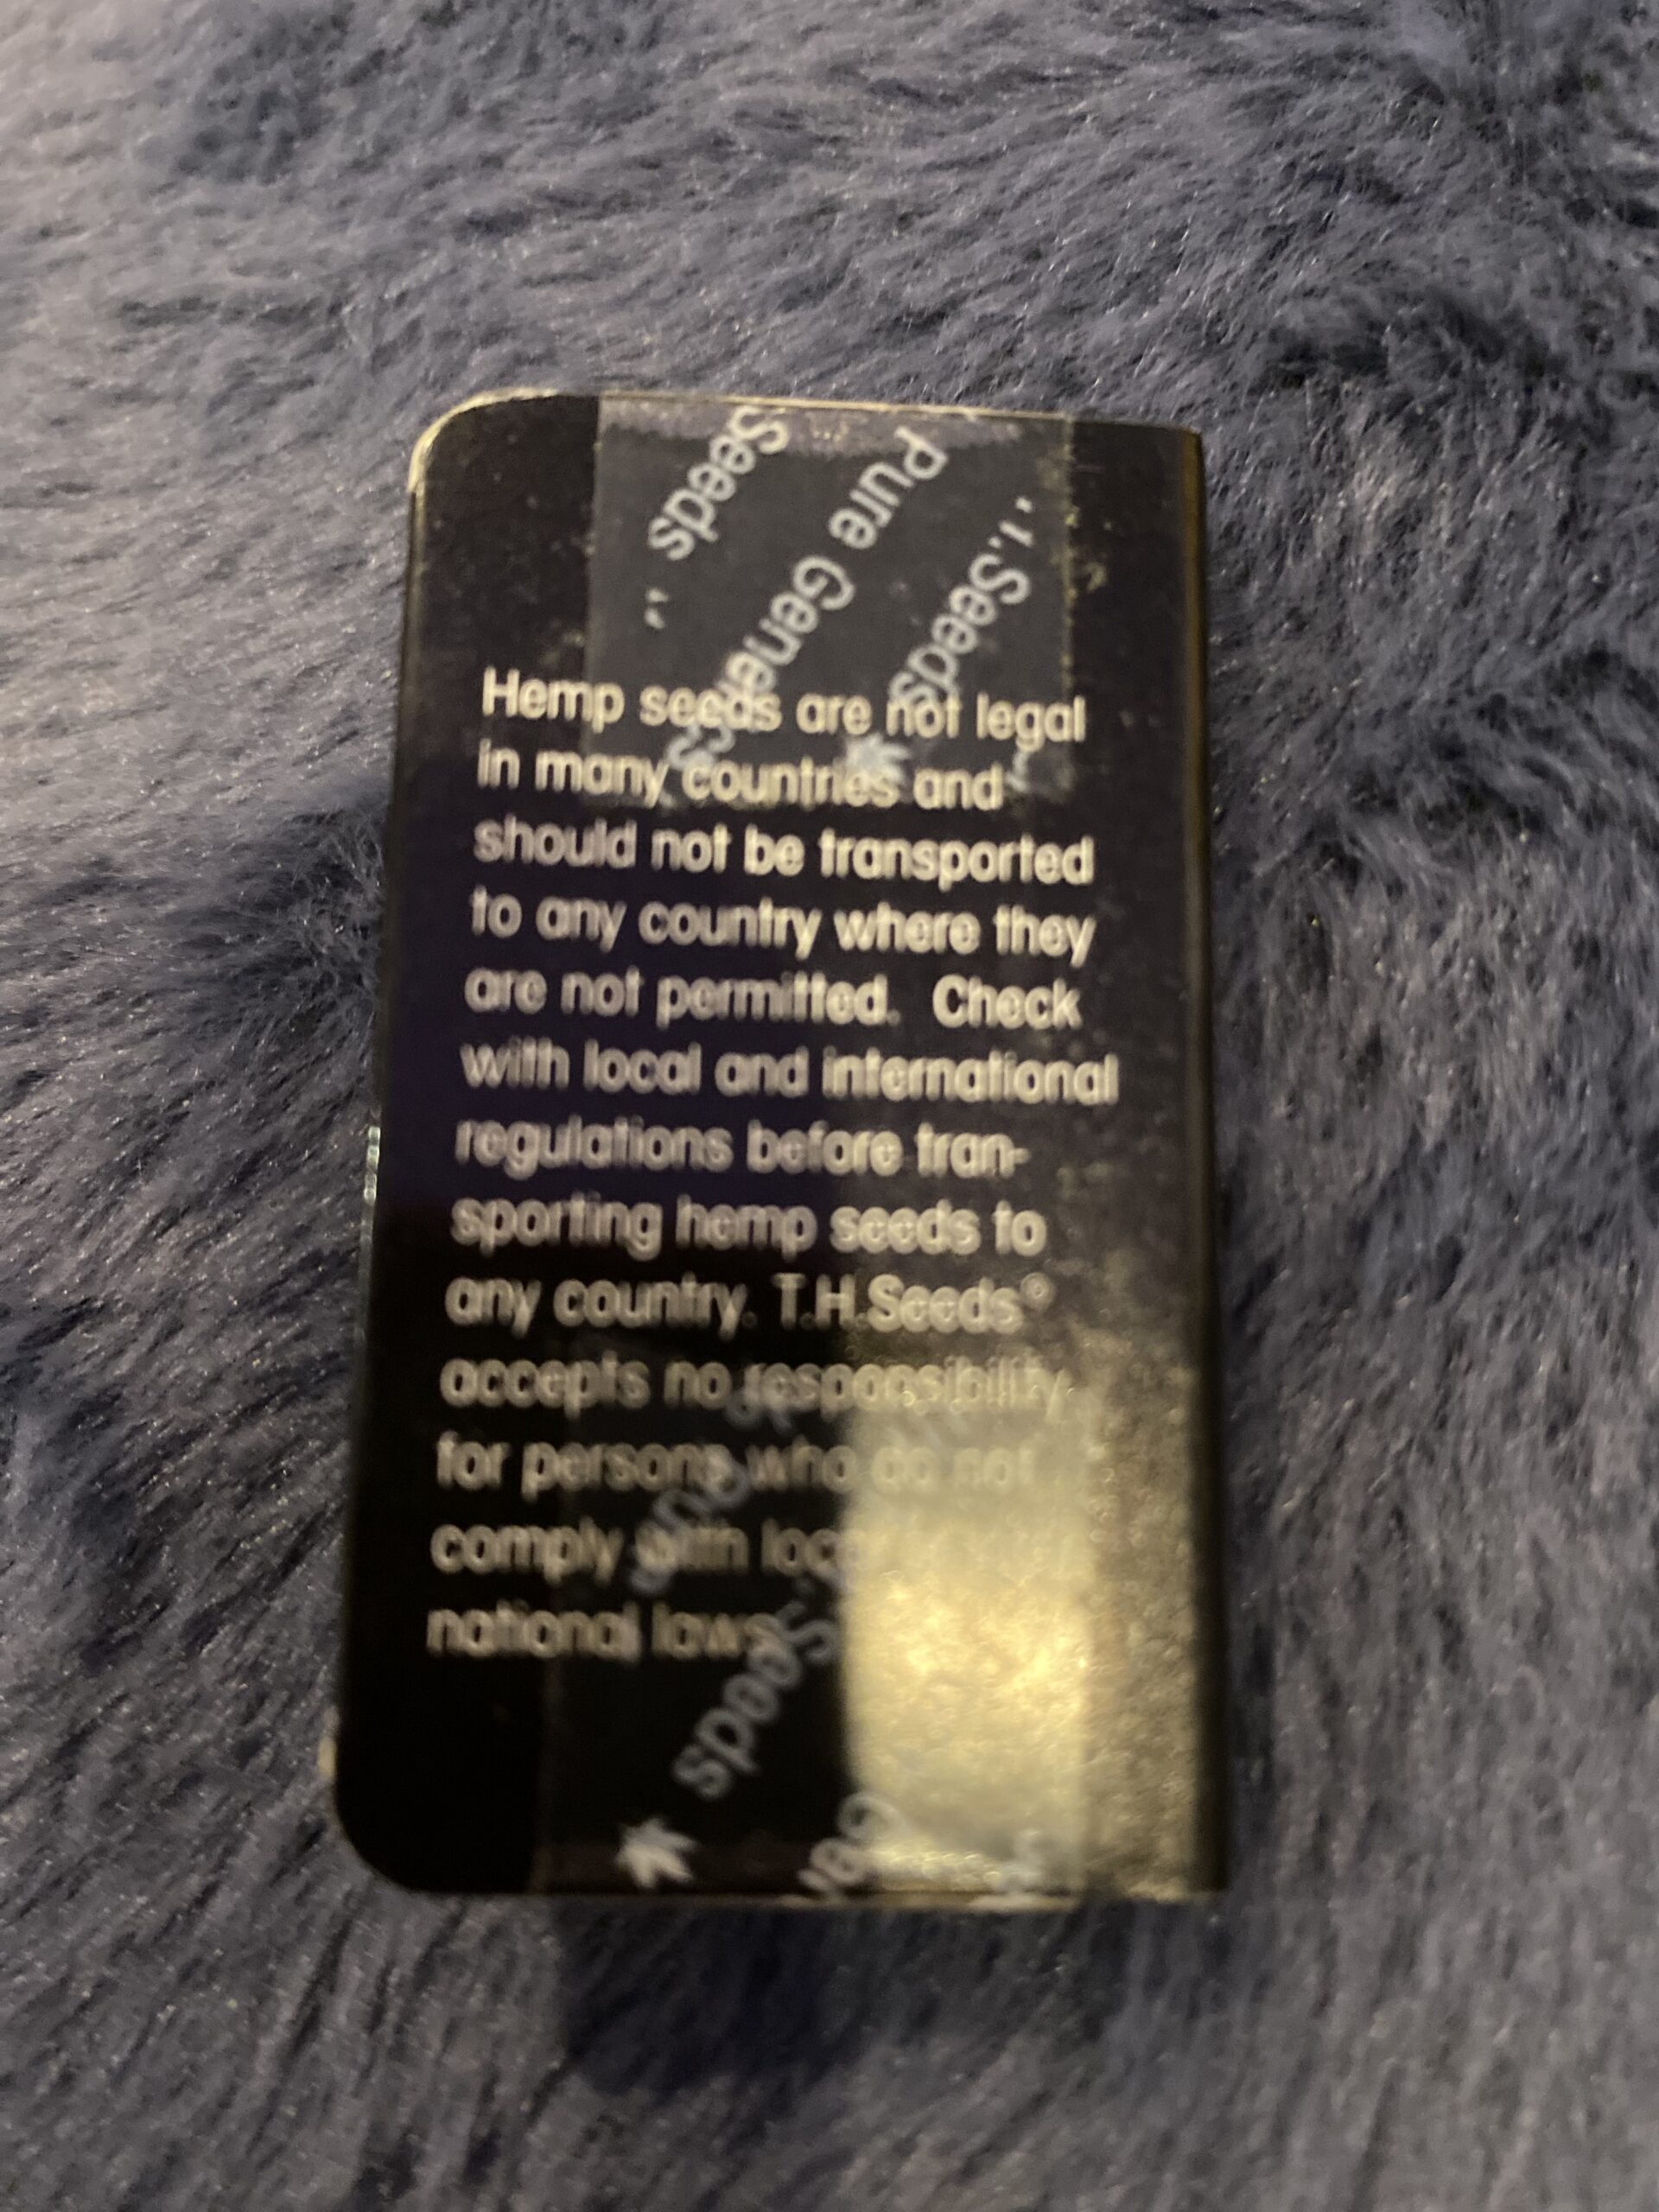 Seeds
Pure Genetics
.Seeds
Hemp seeds are not legal
in many countries and
should not be transported
to any country where they
are not permitted. Check
with local and international
regulations before tran-
sporting hemp seeds to
any country. T.H.Seeds®
accepts no responsibility
for persons who do not
comply with
national laws
Seeds